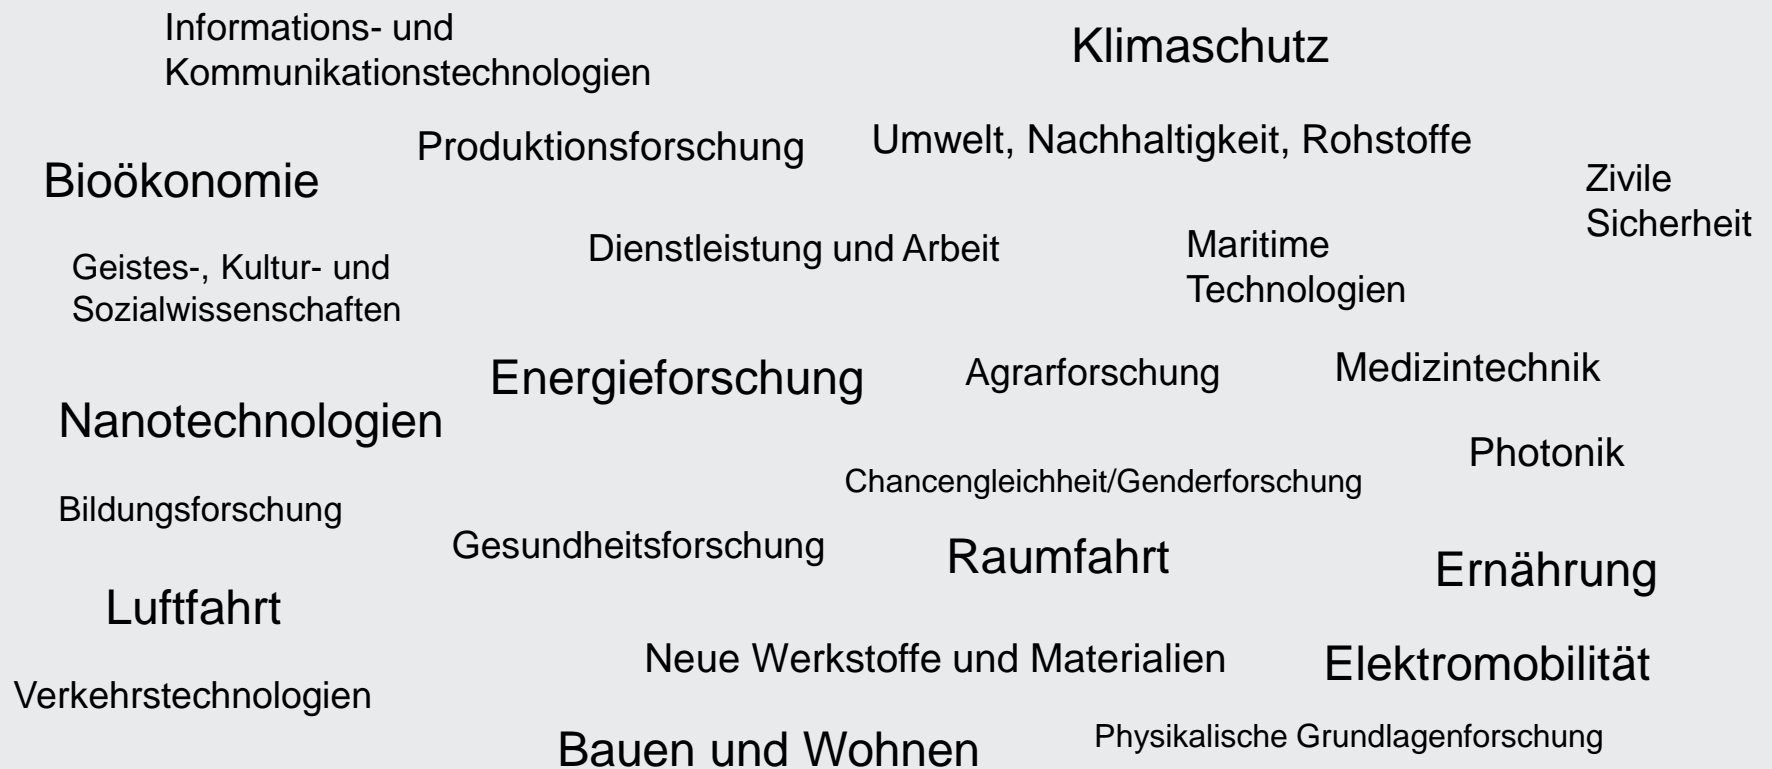 Informations- und
Kommunikationstechnologien
Klimaschutz
Produktionsforschung
Umwelt, Nachhaltigkeit, Rohstoffe
Bioökonomie
Zivile
Sicherheit
Dienstleistung und Arbeit
Maritime
Technologien
Geistes-, Kultur- und
Sozialwissenschaften
Energieforschung
Agrarforschung
Medizintechnik
Nanotechnologien
Photonik
Chancengleichheit/Genderforschung
Bildungsforschung
Gesundheitsforschung
Raumfahrt
Ernährung
Luftfahrt
Neue Werkstoffe und Materialien
Elektromobilität
Verkehrstechnologien
Bauen und Wohnen
Physikalische Grundlagenforschung